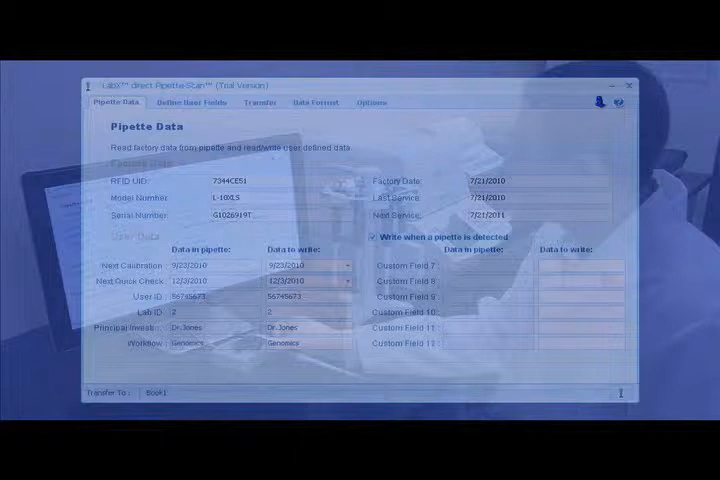 LabX™ direct Pipette-Scan™ (Trial Version)
Pipette Data Define User Fields Transfer Data Format Options
Pipette Data
Read factory data from pipette and read/write user defined data.
Factory Data
RFID UID: 7344CE51 Factory Date: 7/21/2010
Model Number: L-10XLS Last Service: 7/21/2010
Serial Number: G1026919T Next Service: 7/21/2011
User Data Write when a pipette is detected
Data in pipette: Data to write: Data in pipette: Data to write:
Next Calibration : 9/23/2010 9/23/2010 Custom Field 7 :
Next Quick Check : 12/3/2010 12/3/2010 Custom Field 8 :
User ID : 56745673 56745673 Custom Field 9 :
Lab ID : 2 2 Custom Field 10 :
Principal Investi... : Dr.Jones Dr.Jones Custom Field 11 :
Workflow : Genomics Genomics Custom Field 12 :
Transfer To : Book1